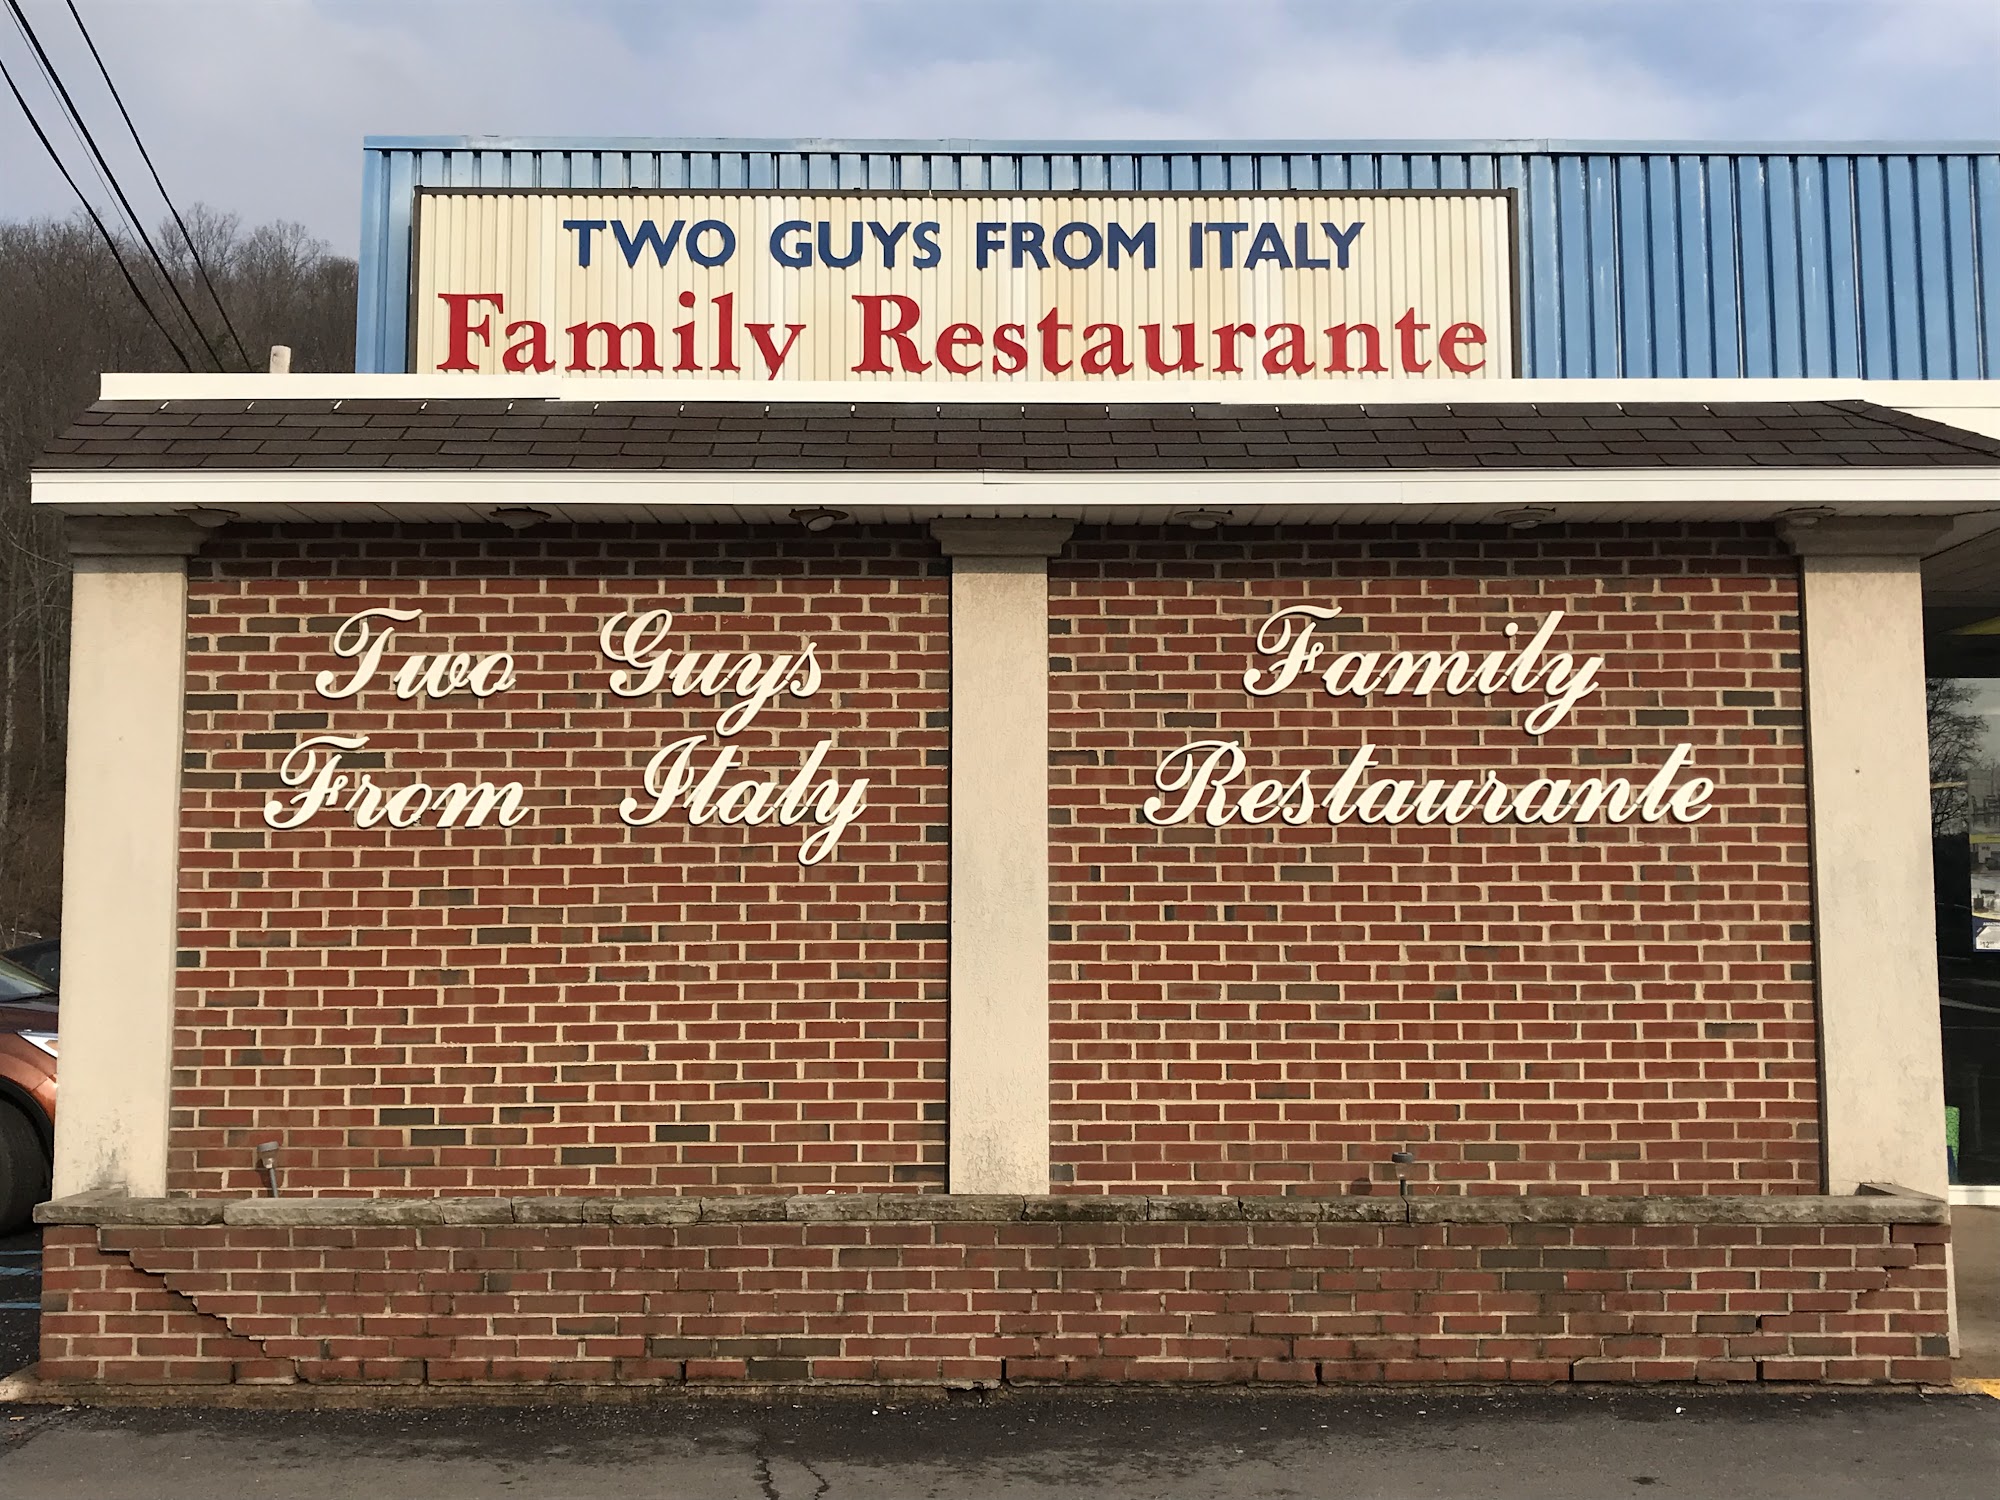 TWO GUYS FROM ITALY
Family Restaurante
Two Guys
From Italy
Family
Restaurante